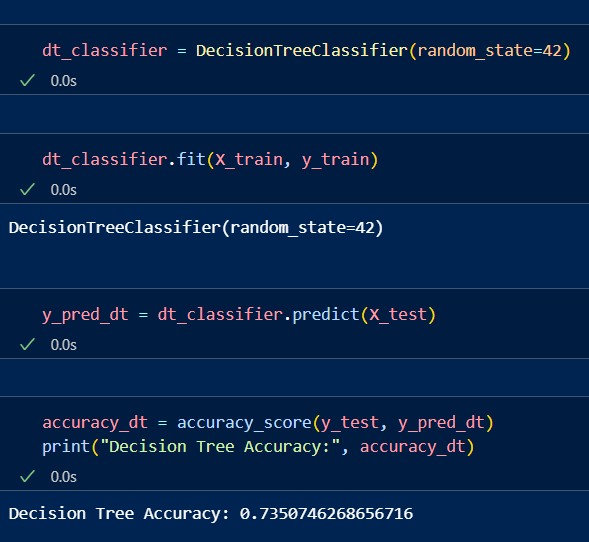 dt_classifier = DecisionTreeClassifier(random_state=42)
0.0s
dt_classifier.fit(X_train, y_train)
0.0s
DecisionTreeClassifier(random_state=42)
y_pred_dt = dt_classifier.predict(X_test)
0.0s
accuracy_dt = accuracy_score(y_test, y_pred_dt)
print("Decision Tree Accuracy:", accuracy_dt)
0.0s
Decision Tree Accuracy: 0.7350746268656716